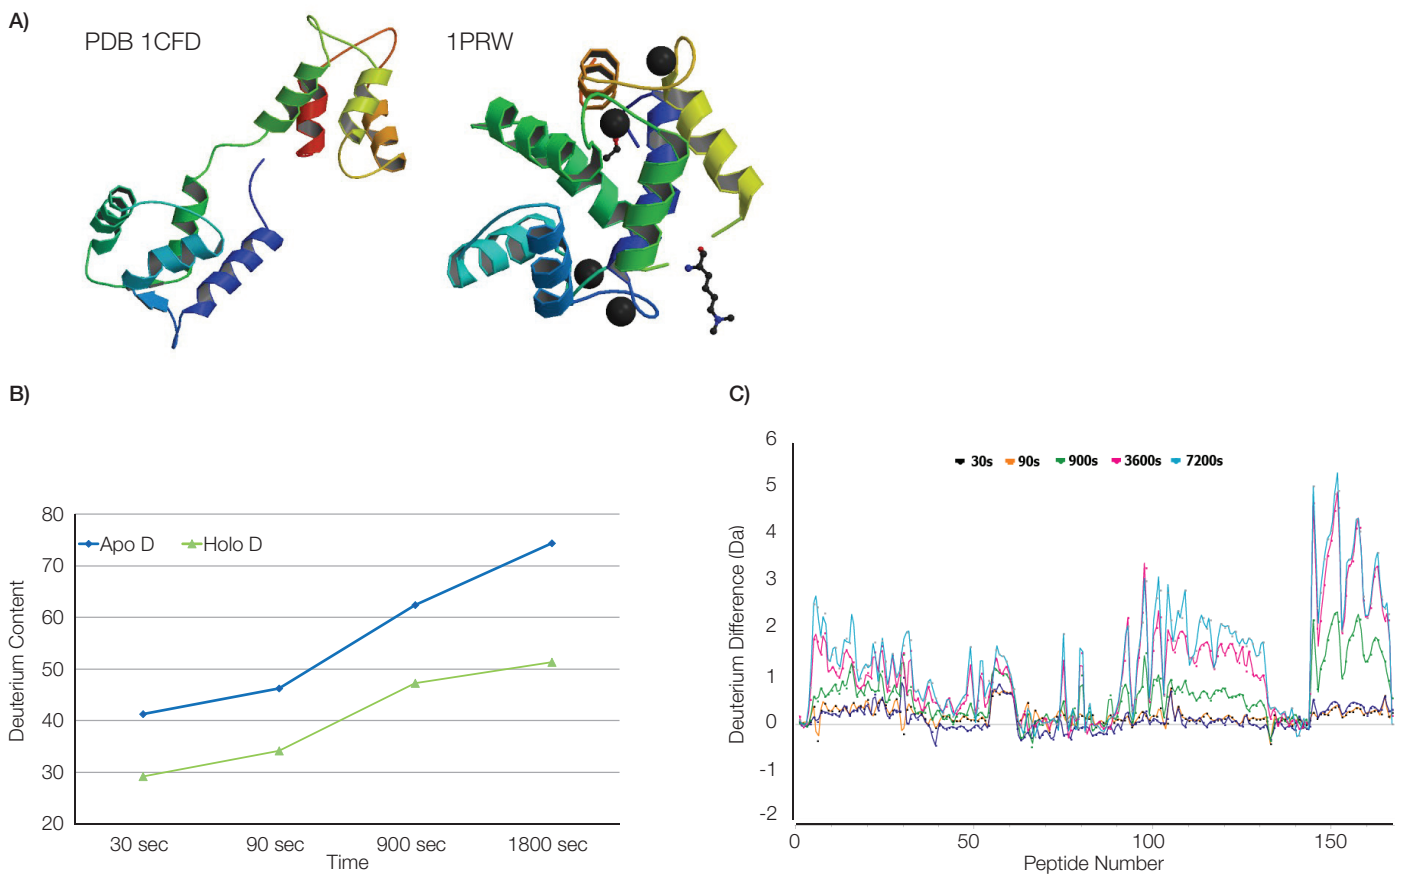 A)
PDB 1CFD
1PRW
B)
80
70
60
50
40
30
20
Apo D
Holo D
Deuterium Content
30 sec
90 sec
900 sec
1800 sec
Time
C)
6
5
4
3
2
1
0
-1
-2
30s
90s
900s
3600s
7200s
Deuterium Difference (Da)
0
50
100
150
Peptide Number